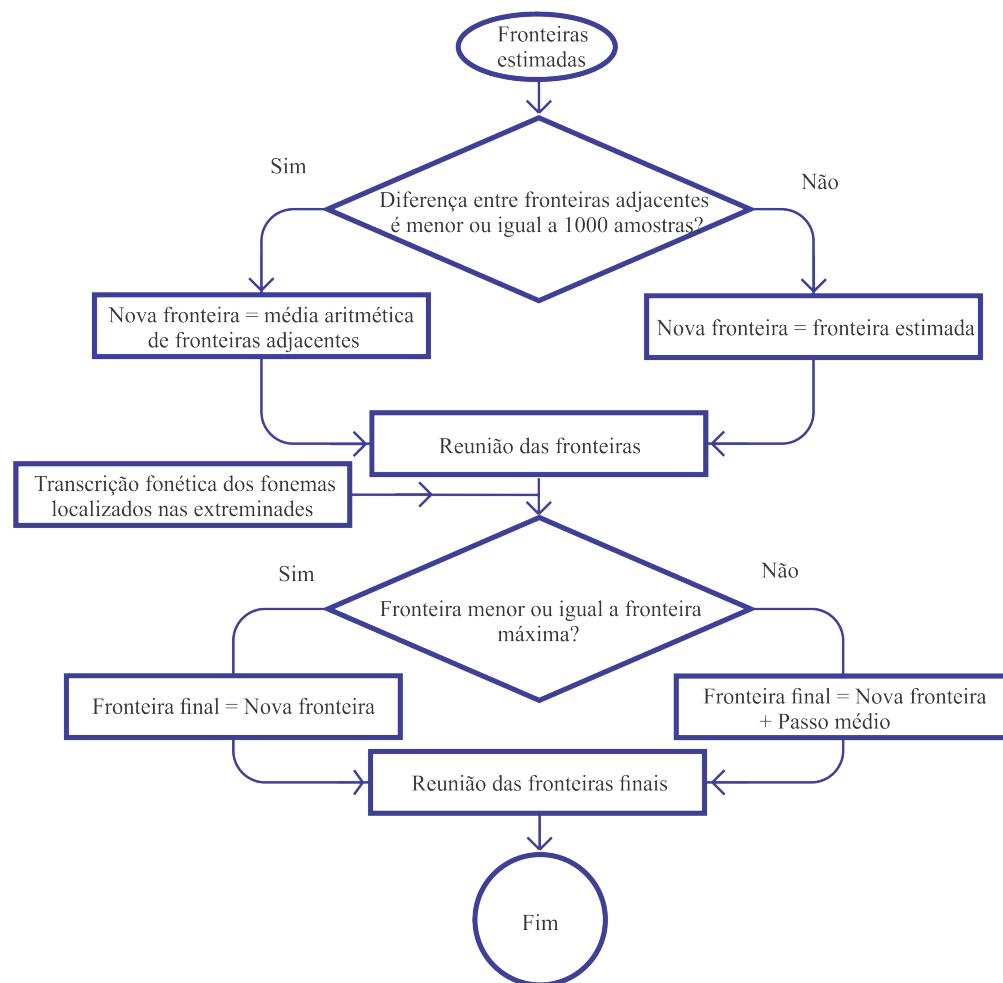 Fronteiras
estimadas
Sim
Não
Diferença entre fronteiras adjacentes
é menor ou igual a 1000 amostras?
Nova fronteira = média aritmética
de fronteiras adjacentes
Nova fronteira = fronteira estimada
Reunião das fronteiras
Transcrição fonética dos fonemas
localizados nas extreminades
Sim
Não
Fronteira menor ou igual a fronteira
máxima?
Fronteira final = Nova fronteira
Fronteira final = Nova fronteira
+ Passo médio
Reunião das fronteiras finais
Fim